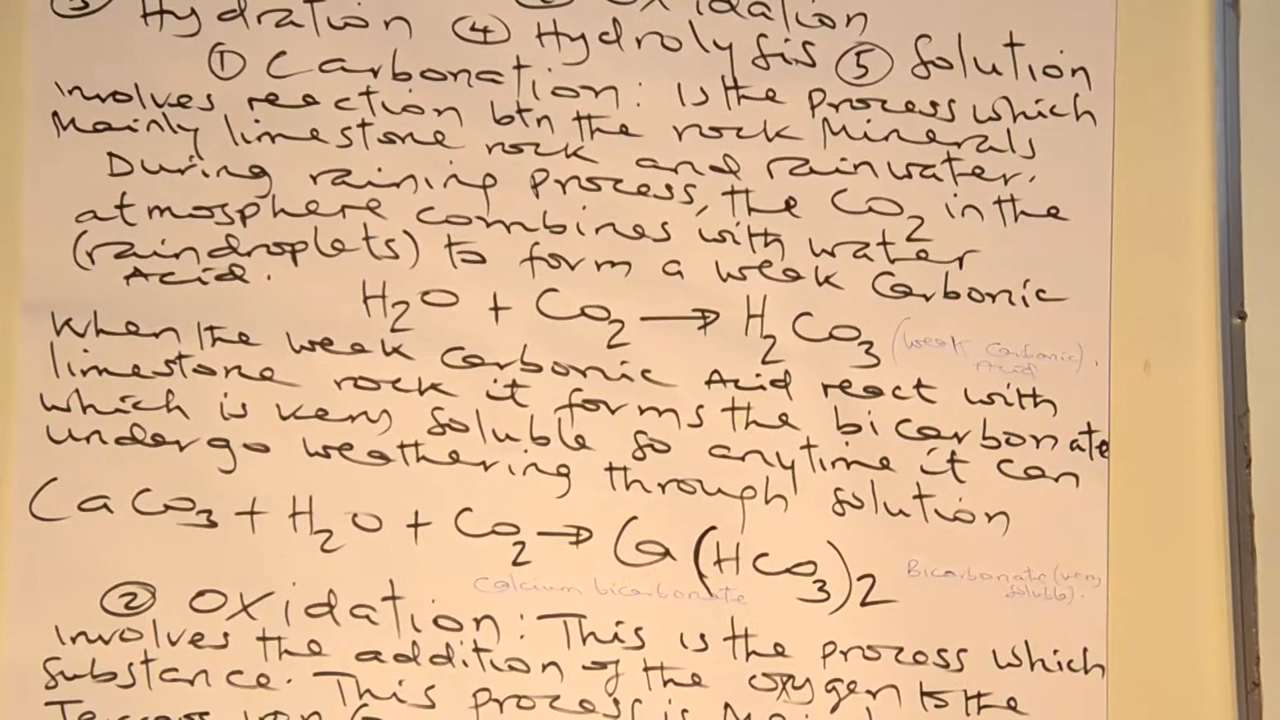 ③ Hydration ④ Hydrolysis ⑤ Solution
① Carbonation: Is the process which
involves reaction btn the rock Minerals
Mainly limestone rock and rainwater.
During raining process, the CO2 in the
atmosphere combines with water
(raindroplets) to form a weak Carbonic
Acid.
H2O + CO2 → H2CO3 (weak carbonic). Acid
When the weak carbonic Acid react with
limestone rock it forms the bicarbonate
which is very soluble so anytime it can
undergo weathering through solution
CaCO3 + H2O + CO2 → Ca(HCO3)2
Calcium bicarbonate Bicarbonate (very soluble).
② Oxidation: This is the process which
involves the addition of the oxygen to the
substance. This process is